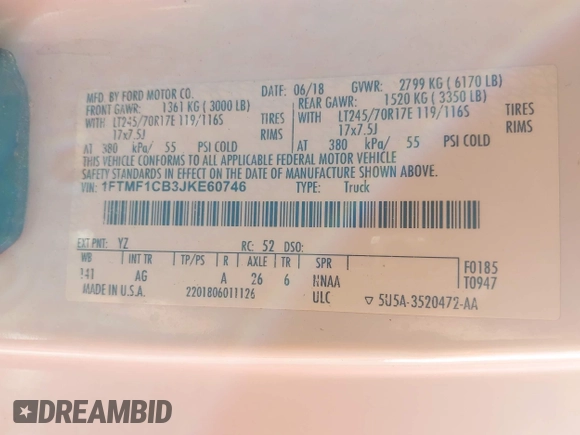 MFD. BY FORD MOTOR CO.
DATE: 06/18 GVWR: 2799 KG ( 6170 LB)
FRONT GAWR: 1361 KG ( 3000 LB)
REAR GAWR: 1520 KG ( 3350 LB)
WITH LT245/70R17E 119/116S TIRES
WITH LT245/70R17E 119/116S TIRES
17x7.5J RIMS
17x7.5J RIMS
AT 380 kPa/ 55 PSI COLD
AT 380 kPa/ 55 PSI COLD
THIS VEHICLE CONFORMS TO ALL APPLICABLE FEDERAL MOTOR VEHICLE
SAFETY STANDARDS IN EFFECT ON THE DATE OF MANUFACTURE SHOWN ABOVE.
VIN: 1FTMF1CB3JKE60746 TYPE: Truck
EXT PNT: YZ RC: 52 DSO:
WB INT TR TP/PS R AXLE TR SPR F0185
141 AG A 26 6 NNAA T0947
MADE IN U.S.A. 2201806011126 ULC ▽ 5U5A-3520472-AA
DREAMBID